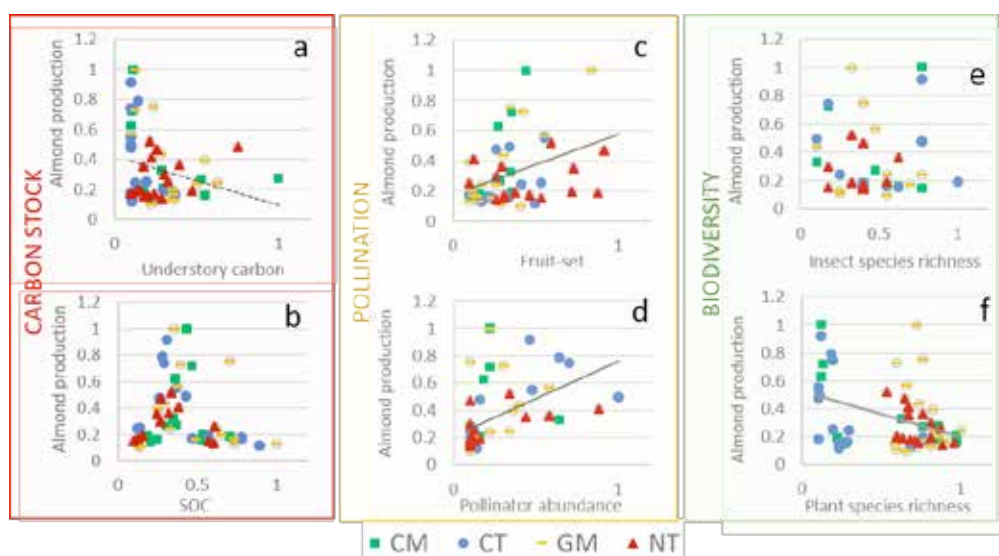 CARBON STOCK
a
Almond production
1.2
1
0.8
0.6
0.4
0.2
0
0
1
Understory carbon
b
Almond production
1.2
1
0.8
0.6
0.4
0.2
0
0
0.5
1
SOC
POLLINATION
c
Almond production
1.2
1
0.8
0.6
0.4
0.2
0
0
1
Fruit-set
d
Almond production
1.2
1
0.8
0.6
0.4
0.2
0
0
1
Pollinator abundance
BIODIVERSITY
e
Almond production
1.2
1
0.8
0.6
0.4
0.2
0
0
0.5
1
Insect species richness
f
Almond production
1.2
1
0.8
0.6
0.4
0.2
0
0
1
Plant species richness
CM CT GM NT